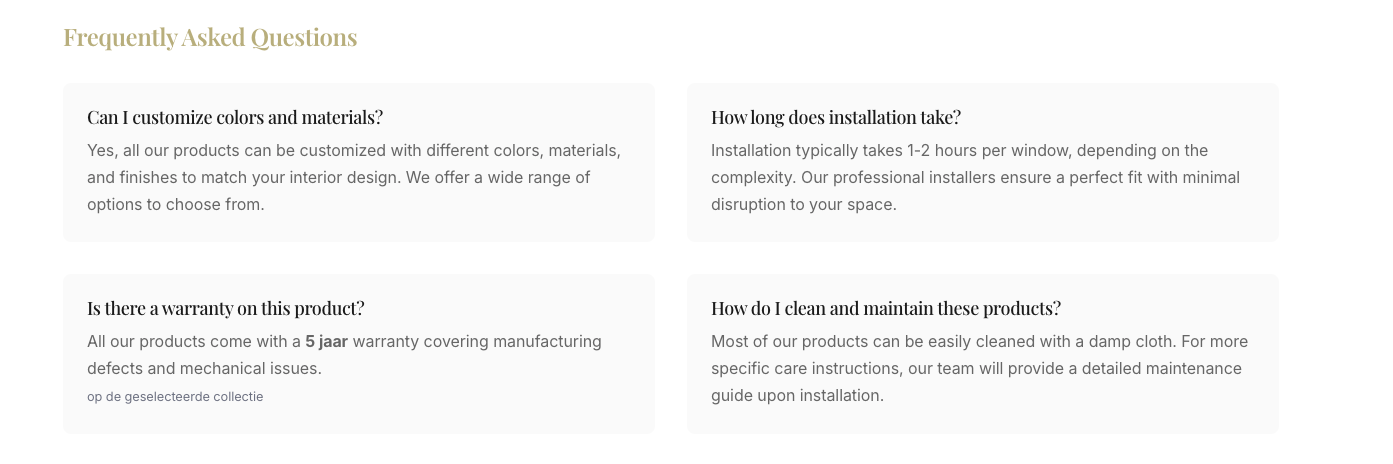 Frequently Asked Questions
Can I customize colors and materials?
Yes, all our products can be customized with different colors, materials,
and finishes to match your interior design. We offer a wide range of
options to choose from.
How long does installation take?
Installation typically takes 1-2 hours per window, depending on the
complexity. Our professional installers ensure a perfect fit with minimal
disruption to your space.
Is there a warranty on this product?
All our products come with a 5 jaar warranty covering manufacturing
defects and mechanical issues.
op de geselecteerde collectie
How do I clean and maintain these products?
Most of our products can be easily cleaned with a damp cloth. For more
specific care instructions, our team will provide a detailed maintenance
guide upon installation.